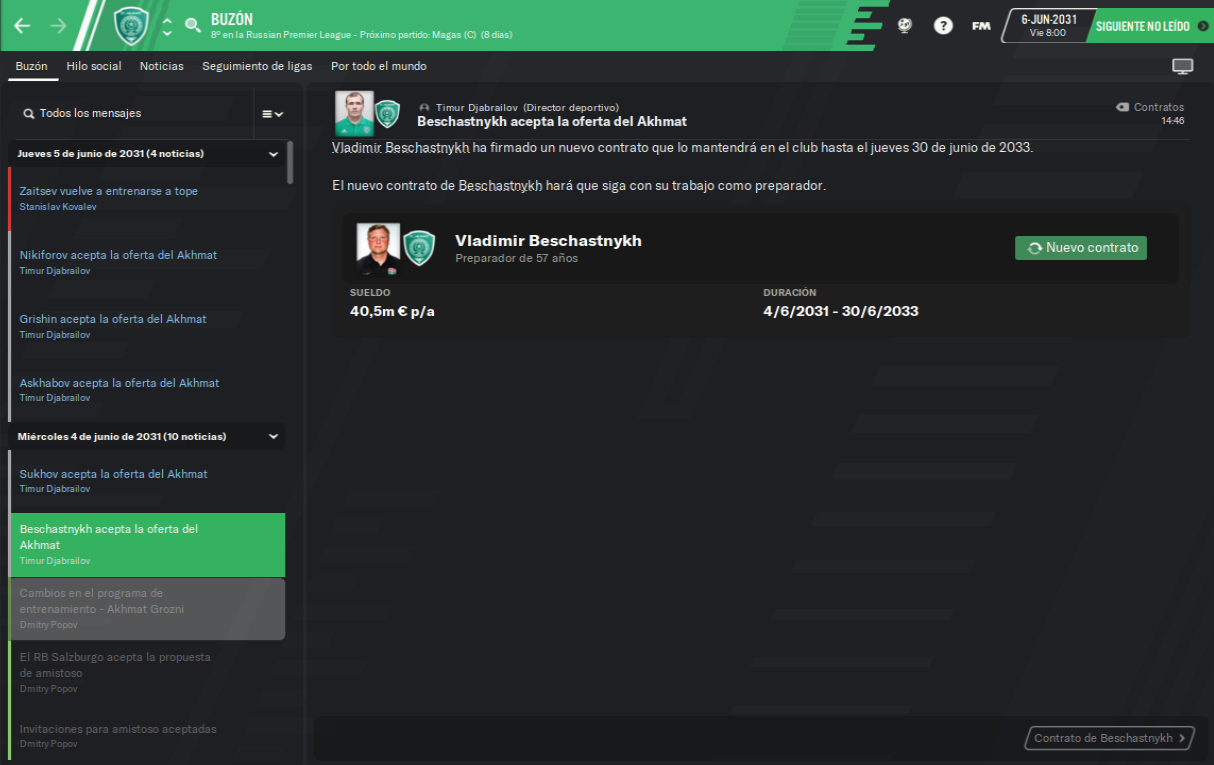 BUZÓN
8º en la Russian Premier League - Próximo partido: Magas (C) (8 días)
?
FM
6-JUN-2031
Vie 8:00
SIGUIENTE NO LEÍDO
Buzón
Hilo social
Noticias
Seguimiento de ligas
Por todo el mundo
Todos los mensajes
Jueves 5 de junio de 2031 (4 noticias)
Zaitsev vuelve a entrenarse a tope
Stanislav Kovalev
Nikiforov acepta la oferta del Akhmat
Timur Djabrailov
Grishin acepta la oferta del Akhmat
Timur Djabrailov
Askhabov acepta la oferta del Akhmat
Timur Djabrailov
Miércoles 4 de junio de 2031 (10 noticias)
Sukhov acepta la oferta del Akhmat
Timur Djabrailov
Beschastnykh acepta la oferta del
Akhmat
Timur Djabrailov
Cambios en el programa de
entrenamiento - Akhmat Grozni
Dmitry Popov
El RB Salzburgo acepta la propuesta
de amistoso
Dmitry Popov
Invitaciones para amistoso aceptadas
Dmitry Popov
Timur Djabrailov (Director deportivo)
Beschastnykh acepta la oferta del Akhmat
Contratos
14:46
Vladimir Beschastnykh ha firmado un nuevo contrato que lo mantendrá en el club hasta el jueves 30 de junio de 2033.
El nuevo contrato de Beschastnykh hará que siga con su trabajo como preparador.
Vladimir Beschastnykh
Preparador de 57 años
Nuevo contrato
SUELDO
40,5m € p/a
DURACIÓN
4/6/2031 - 30/6/2033
Contrato de Beschastnykh